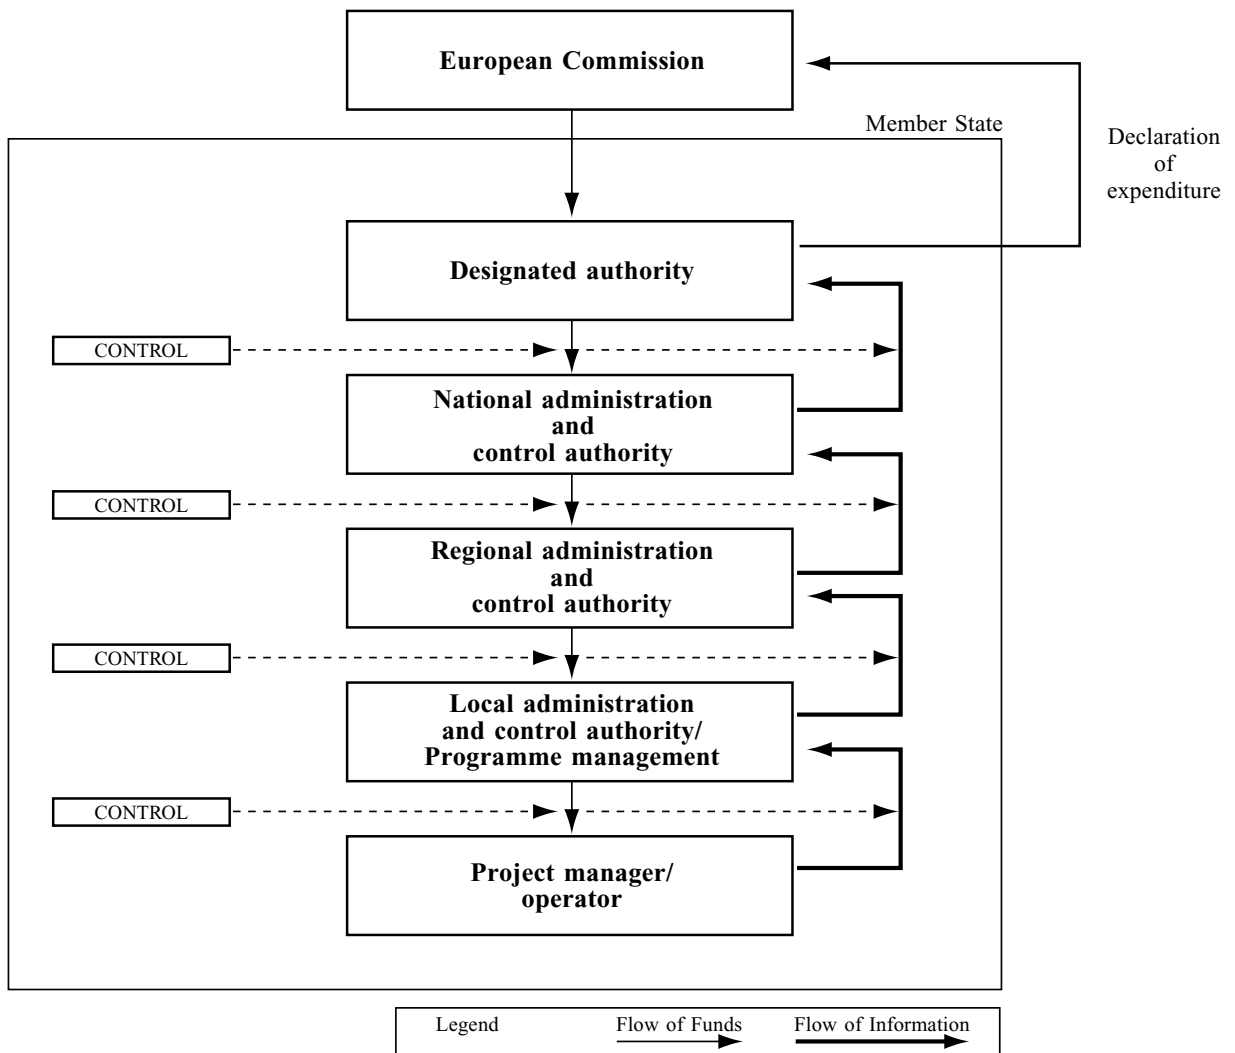 European Commission
Member State
Declaration
of
expenditure
Designated authority
CONTROL
National administration
and
control authority
CONTROL
Regional administration
and
control authority
CONTROL
Local administration
and control authority/
Programme management
CONTROL
Project manager/
operator
Legend Flow of Funds Flow of Information